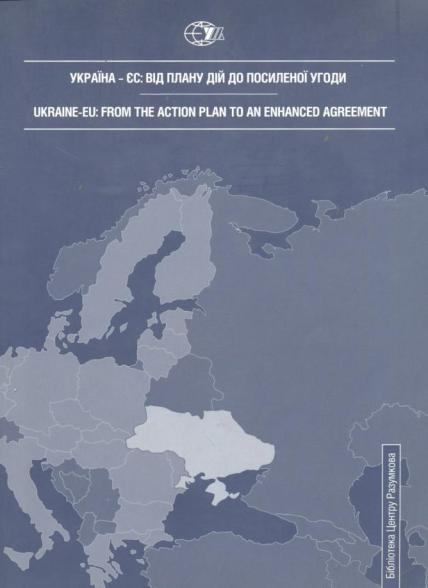 УКРАЇНА – ЄС: ВІД ПЛАНУ ДІЙ ДО ПОСИЛЕНОЇ УГОДИ
UKRAINE-EU: FROM THE ACTION PLAN TO AN ENHANCED AGREEMENT
Бібліотека Центру Разумкова